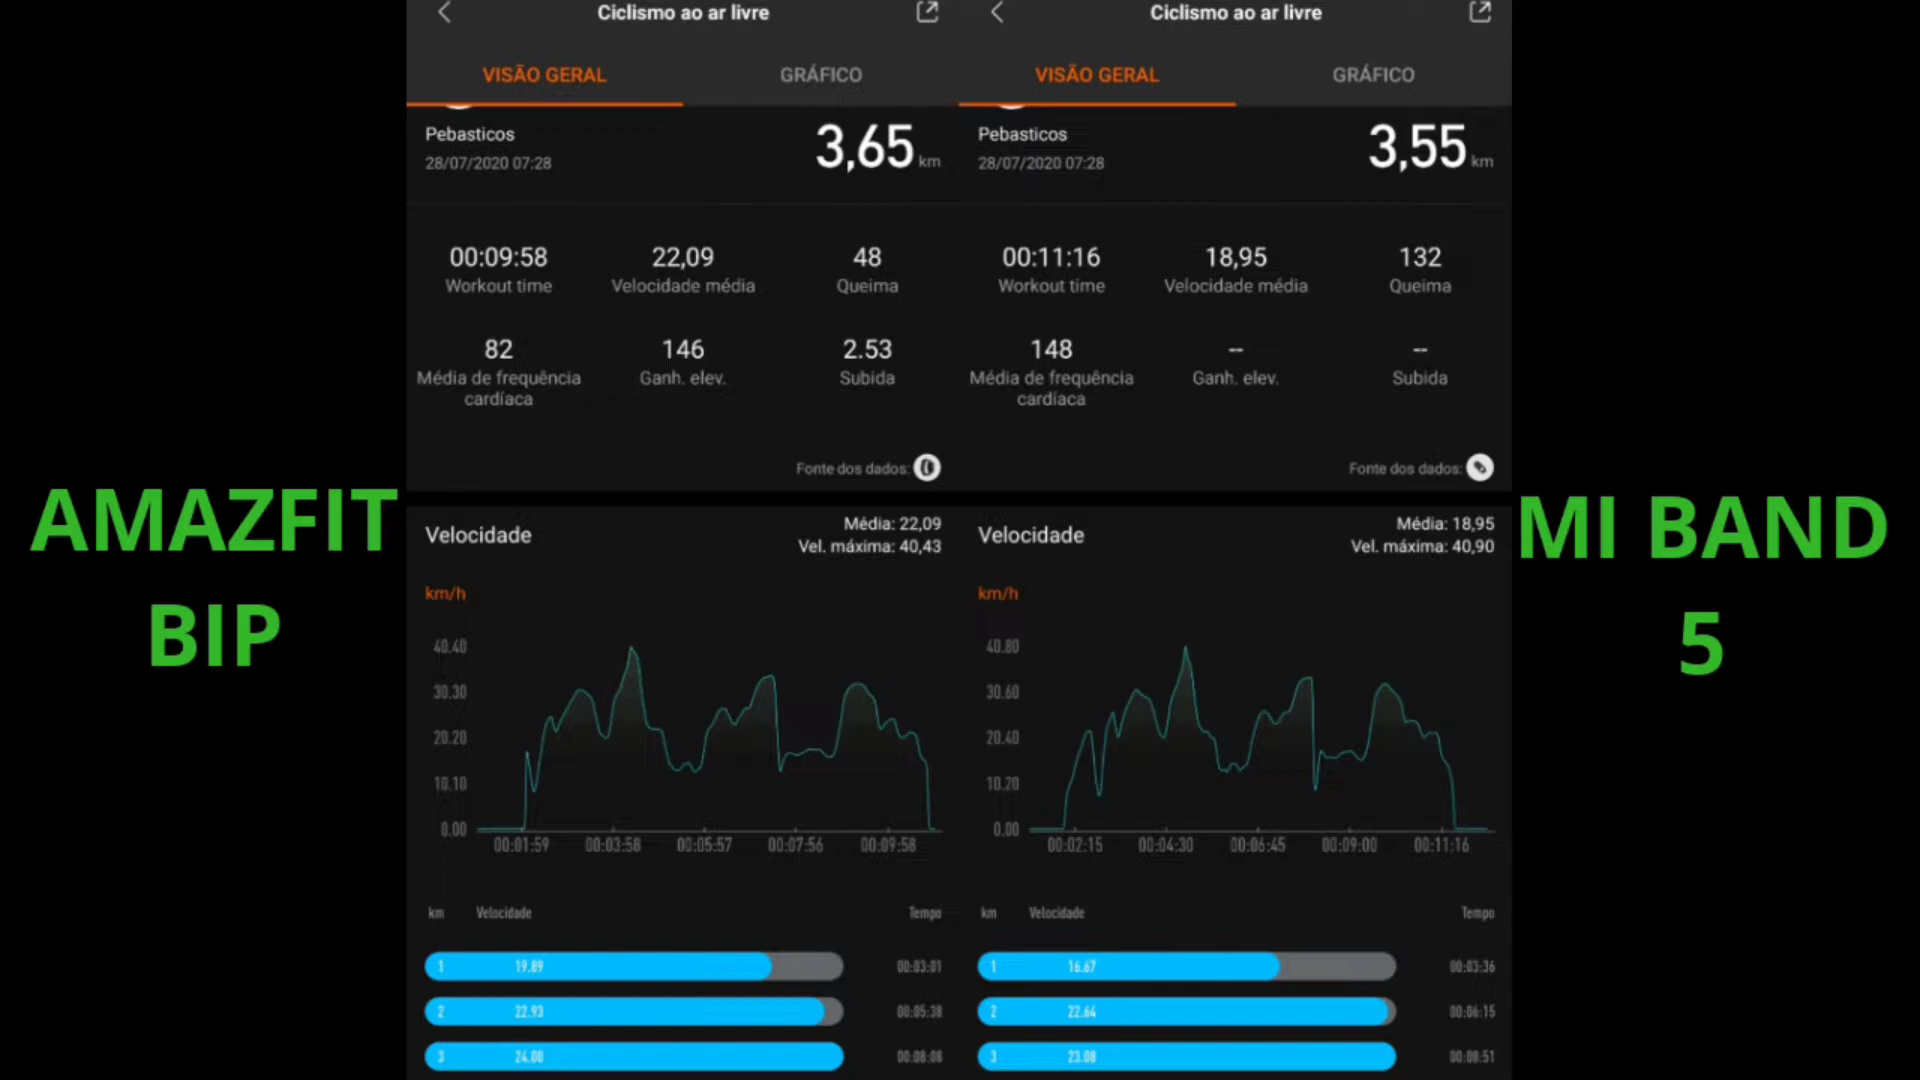 Ciclismo ao ar livre
VISÃO GERAL
GRÁFICO
Pebasticos
28/07/2020 07:28
3,65 km
00:09:58
Workout time
22,09
Velocidade média
48
Queima
82
Média de frequência
cardíaca
146
Ganh. elev.
2.53
Subida
Fonte dos dados:
Velocidade
Média: 22,09
Vel. máxima: 40,43
km/h
40.40
30.30
20.20
10.10
0.00
00:01:59 00:03:58 00:05:57 00:07:56 00:09:58
km Velocidade Tempo
1 19.89 00:03:01
2 22.93 00:05:38
3 24.00 00:08:08
AMAZFIT
BIP
Ciclismo ao ar livre
VISÃO GERAL
GRÁFICO
Pebasticos
28/07/2020 07:28
3,55 km
00:11:16
Workout time
18,95
Velocidade média
132
Queima
148
Média de frequência
cardíaca
--
Ganh. elev.
--
Subida
Fonte dos dados:
Velocidade
Média: 18,95
Vel. máxima: 40,90
km/h
40.80
30.60
20.40
10.20
0.00
00:02:15 00:04:30 00:06:45 00:09:00 00:11:16
km Velocidade Tempo
1 16.67 00:03:36
2 22.64 00:06:15
3 23.08 00:08:51
MI BAND
5